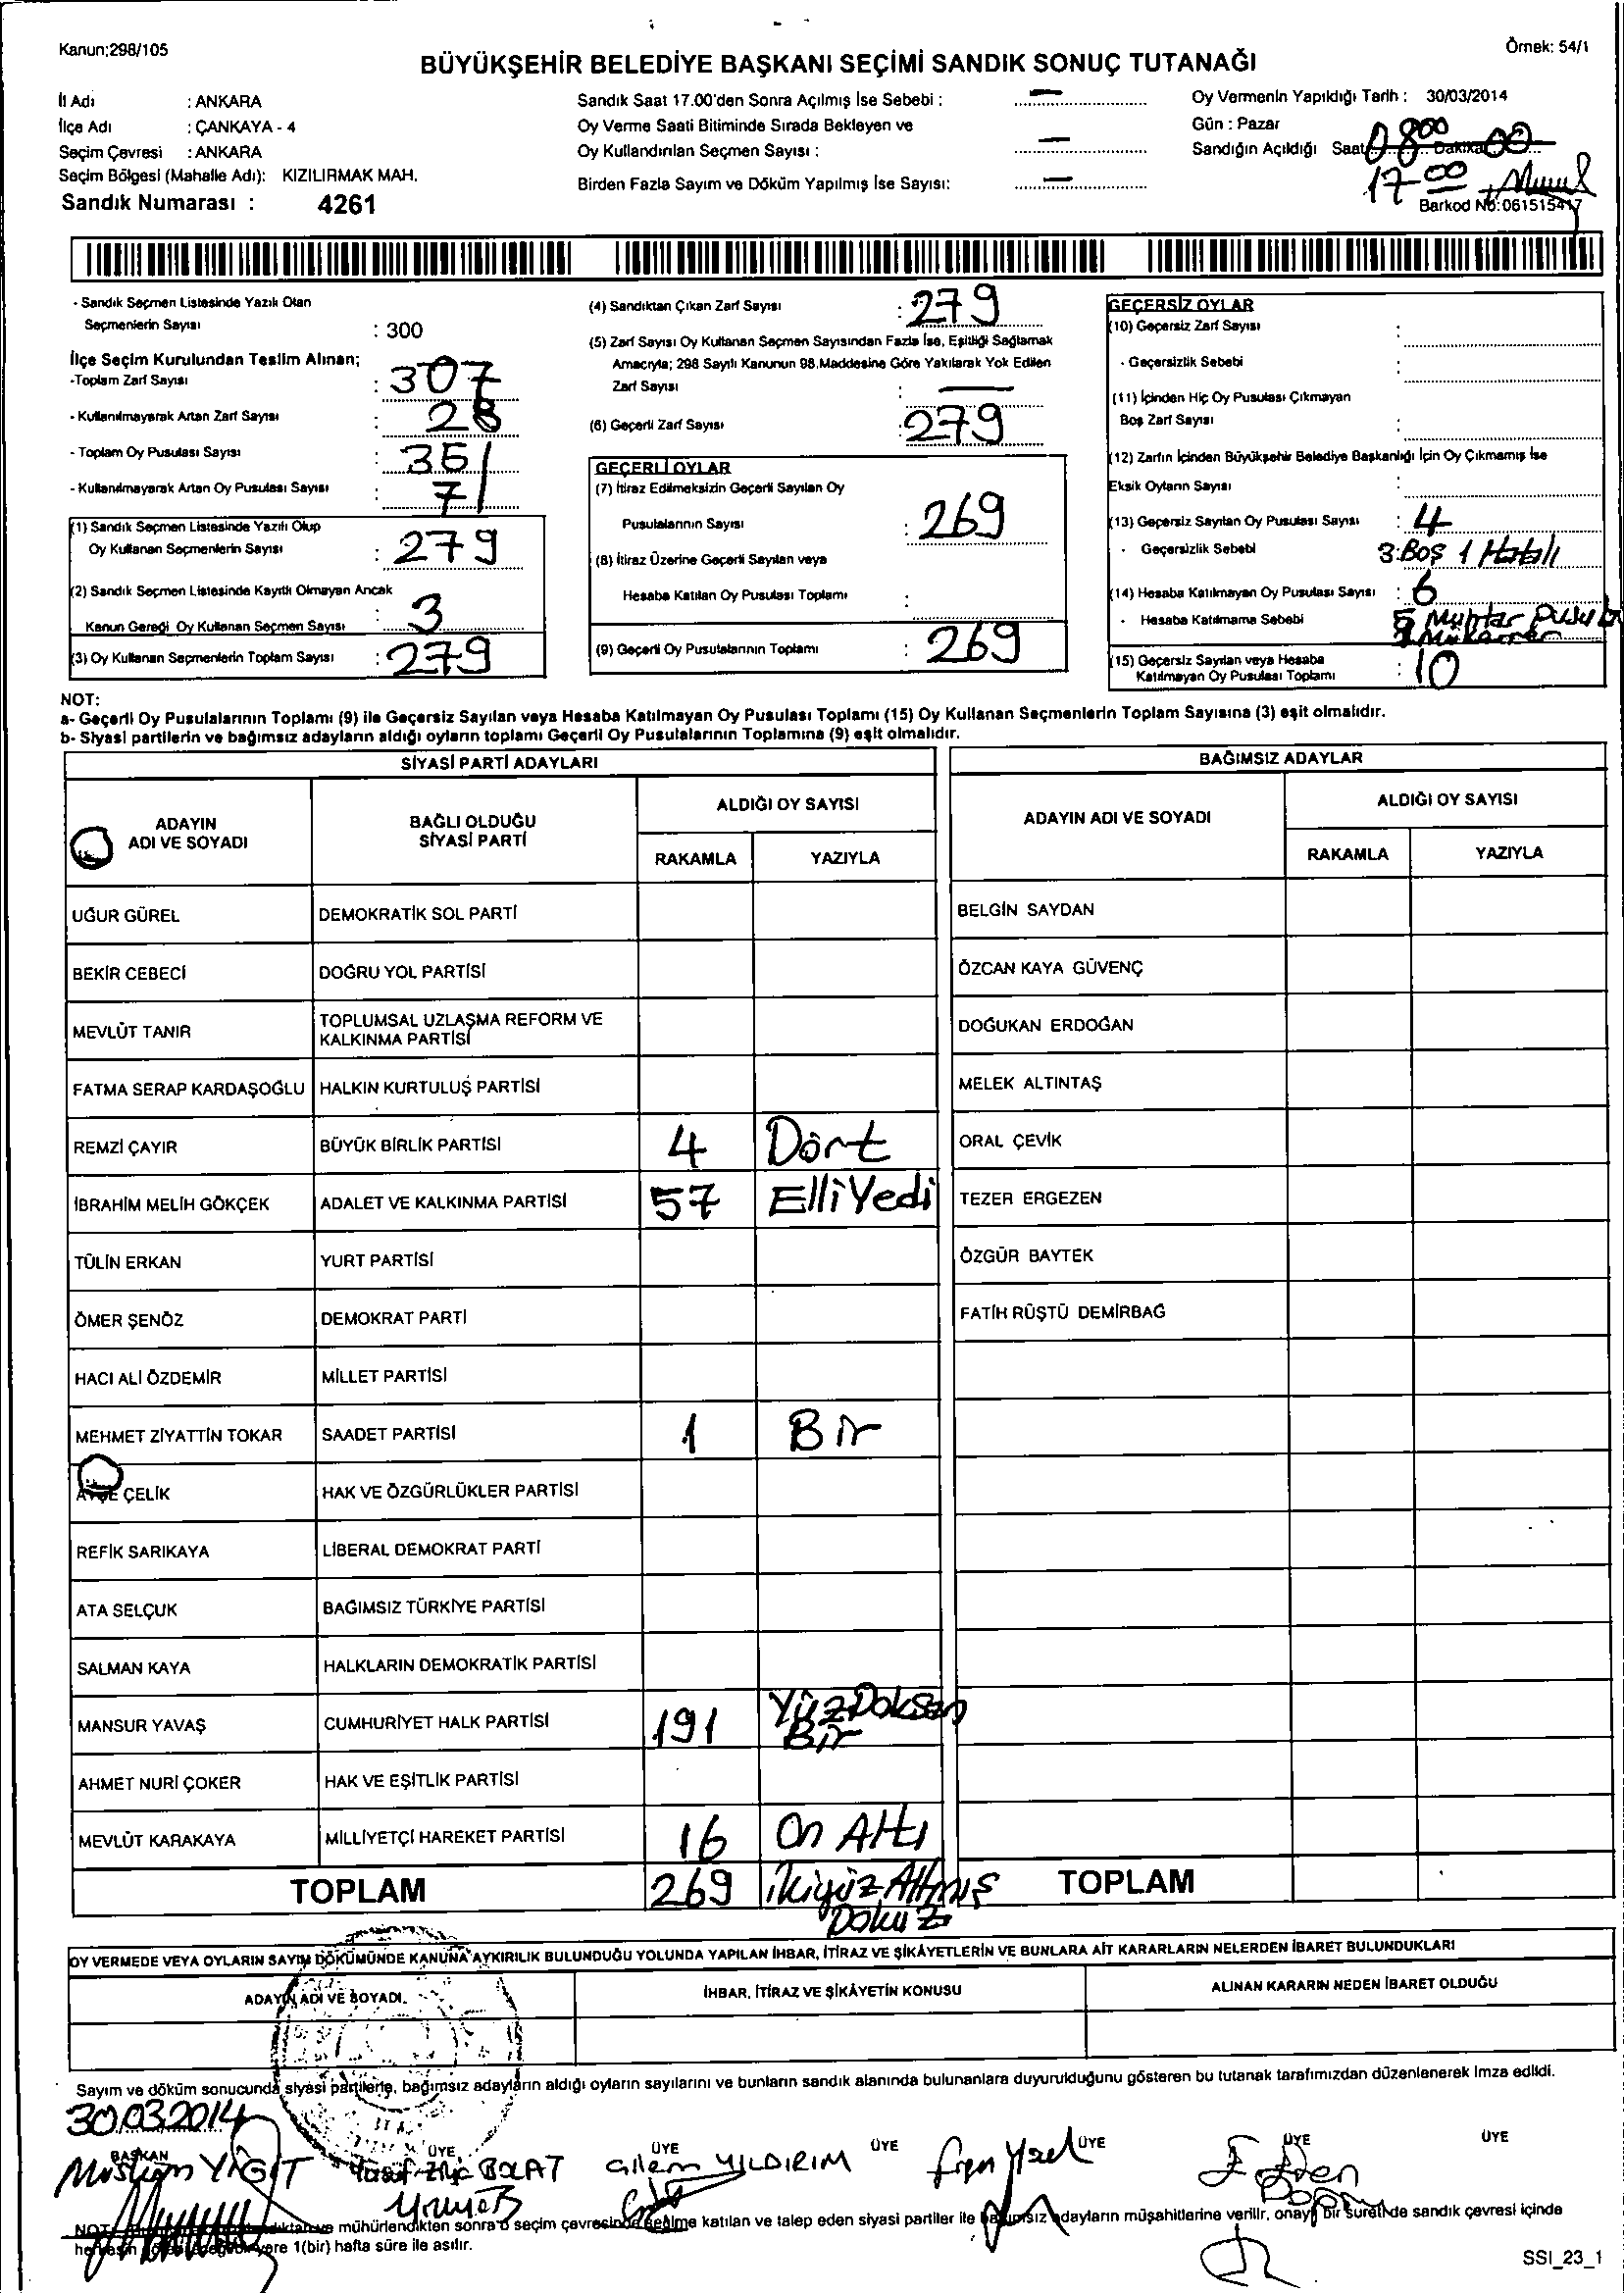 Kanun;298/105
Örnek: 54/1
BÜYÜKŞEHİR BELEDİYE BAŞKANI SEÇİMİ SANDIK SONUÇ TUTANAĞI
İl Adı : ANKARA
İlçe Adı : ÇANKAYA - 4
Seçim Çevresi : ANKARA
Seçim Bölgesi (Mahalle Adı): KIZILIRMAK MAH.
Sandık Numarası : 4261
Sandık Saat 17.00'den Sonra Açılmış İse Sebebi : —
Oy Verme Saati Bitiminde Sırada Bekleyen ve
Oy Kullandırılan Seçmen Sayısı : —
Birden Fazla Sayım ve Döküm Yapılmış İse Sayısı: —
Oy Vermenin Yapıldığı Tarih : 30/03/2014
Gün : Pazar
Sandığın Açıldığı Saat 0800 Dakika 00
17-00
Barkod No:061515417
- Sandık Seçmen Listesinde Yazılı Olan
Seçmenlerin Sayısı : 300
İlçe Seçim Kurulundan Teslim Alınan;
-Toplam Zarf Sayısı : 307
- Kullanılmayarak Artan Zarf Sayısı : 28
- Toplam Oy Pusulası Sayısı : 351
- Kullanılmayarak Artan Oy Pusulası Sayısı : 71
(1) Sandık Seçmen Listesinde Yazılı Olup
Oy Kullanan Seçmenlerin Sayısı : 279
(2) Sandık Seçmen Listesinde Kayıtlı Olmayan Ancak
Kanun Gereği Oy Kullanan Seçmen Sayısı : 3
(3) Oy Kullanan Seçmenlerin Toplam Sayısı : 279
(4) Sandıktan Çıkan Zarf Sayısı : 279
(5) Zarf Sayısı Oy Kullanan Seçmen Sayısından Fazla İse, Eşitliği Sağlamak
Amacıyla; 298 Sayılı Kanunun 98.Maddesine Göre Yakılarak Yok Edilen
Zarf Sayısı : —
(6) Geçerli Zarf Sayısı : 279
GEÇERLİ OYLAR
(7) İtiraz Edilmeksizin Geçerli Sayılan Oy
Pusulalarının Sayısı : 269
(8) İtiraz Üzerine Geçerli Sayılan veya
Hesaba Katılan Oy Pusulası Toplamı :
(9) Geçerli Oy Pusulalarının Toplamı : 269
GEÇERSİZ OYLAR
(10) Geçersiz Zarf Sayısı :
- Geçersizlik Sebebi :
(11) İçinden Hiç Oy Pusulası Çıkmayan
Boş Zarf Sayısı :
(12) Zarfın İçinden Büyükşehir Belediye Başkanlığı İçin Oy Çıkmamış İse
Eksik Oyların Sayısı :
(13) Geçersiz Sayılan Oy Pusulası Sayısı : 4
- Geçersizlik Sebebi 3:Boş 1 Hatalı
(14) Hesaba Katılmayan Oy Pusulası Sayısı : 6
- Hesaba Katılmama Sebebi 5 Muhtar
(15) Geçersiz Sayılan veya Hesaba
Katılmayan Oy Pusulası Toplamı : 10
NOT:
a- Geçerli Oy Pusulalarının Toplamı (9) ile Geçersiz Sayılan veya Hesaba Katılmayan Oy Pusulası Toplamı (15) Oy Kullanan Seçmenlerin Toplam Sayısına (3) eşit olmalıdır.
b- Siyasi partilerin ve bağımsız adayların aldığı oyların toplamı Geçerli Oy Pusulalarının Toplamına (9) eşit olmalıdır.
SİYASİ PARTİ ADAYLARI
ADAYIN ADI VE SOYADI
BAĞLI OLDUĞU SİYASİ PARTİ
ALDIĞI OY SAYISI
RAKAMLA YAZIYLA
UĞUR GÜREL DEMOKRATİK SOL PARTİ
BEKİR CEBECİ DOĞRU YOL PARTİSİ
MEVLÜT TANIR TOPLUMSAL UZLAŞMA REFORM VE KALKINMA PARTİSİ
FATMA SERAP KARDAŞOĞLU HALKIN KURTULUŞ PARTİSİ
REMZİ ÇAYIR BÜYÜK BİRLİK PARTİSİ 4 Dört
İBRAHİM MELİH GÖKÇEK ADALET VE KALKINMA PARTİSİ 57 ElliYedi
TÜLİN ERKAN YURT PARTİSİ
ÖMER ŞENÖZ DEMOKRAT PARTİ
HACI ALİ ÖZDEMİR MİLLET PARTİSİ
MEHMET ZİYATTİN TOKAR SAADET PARTİSİ 1 Bir
AYŞE ÇELİK HAK VE ÖZGÜRLÜKLER PARTİSİ
REFİK SARIKAYA LİBERAL DEMOKRAT PARTİ
ATA SELÇUK BAĞIMSIZ TÜRKİYE PARTİSİ
SALMAN KAYA HALKLARIN DEMOKRATİK PARTİSİ
MANSUR YAVAŞ CUMHURİYET HALK PARTİSİ 191 YüzDoksan Bir
AHMET NURİ ÇOKER HAK VE EŞİTLİK PARTİSİ
MEVLÜT KARAKAYA MİLLİYETÇİ HAREKET PARTİSİ 16 On Altı
TOPLAM 269 ikiyüz Altmış Dokuz
BAĞIMSIZ ADAYLAR
ADAYIN ADI VE SOYADI
ALDIĞI OY SAYISI
RAKAMLA YAZIYLA
BELGİN SAYDAN
ÖZCAN KAYA GÜVENÇ
DOĞUKAN ERDOĞAN
MELEK ALTINTAŞ
ORAL ÇEVİK
TEZER ERGEZEN
ÖZGÜR BAYTEK
FATİH RÜŞTÜ DEMİRBAĞ
TOPLAM
OY VERMEDE VEYA OYLARIN SAYIM DÖKÜMÜNDE KANUNA AYKIRILIK BULUNDUĞU YOLUNDA YAPILAN İHBAR, İTİRAZ VE ŞİKÂYETLERİN VE BUNLARA AİT KARARLARIN NELERDEN İBARET BULUNDUKLARI
ADAYIN ADI VE SOYADI
İHBAR, İTİRAZ VE ŞİKÂYETİN KONUSU
ALINAN KARARIN NEDEN İBARET OLDUĞU
Sayım ve döküm sonucunda siyasi partilerle, bağımsız adayların aldığı oyların sayılarını ve bunların sandık alanında bulunanlara duyurulduğunu gösteren bu tutanak tarafımızdan düzenlenerek imza edildi.
30.03.2014
BAŞKAN ÜYE ÜYE ÜYE ÜYE ÜYE ÜYE
YİĞİT BOLAT YILDIRIM
NOT: mühürlendikten sonra o seçim çevresinde seçime katılan ve talep eden siyasi partiler ile bağımsız adayların müşahitlerine verilir, onaylı bir suretinde sandık çevresi içinde
1(bir) hafta süre ile asılır.
SSI_23_1